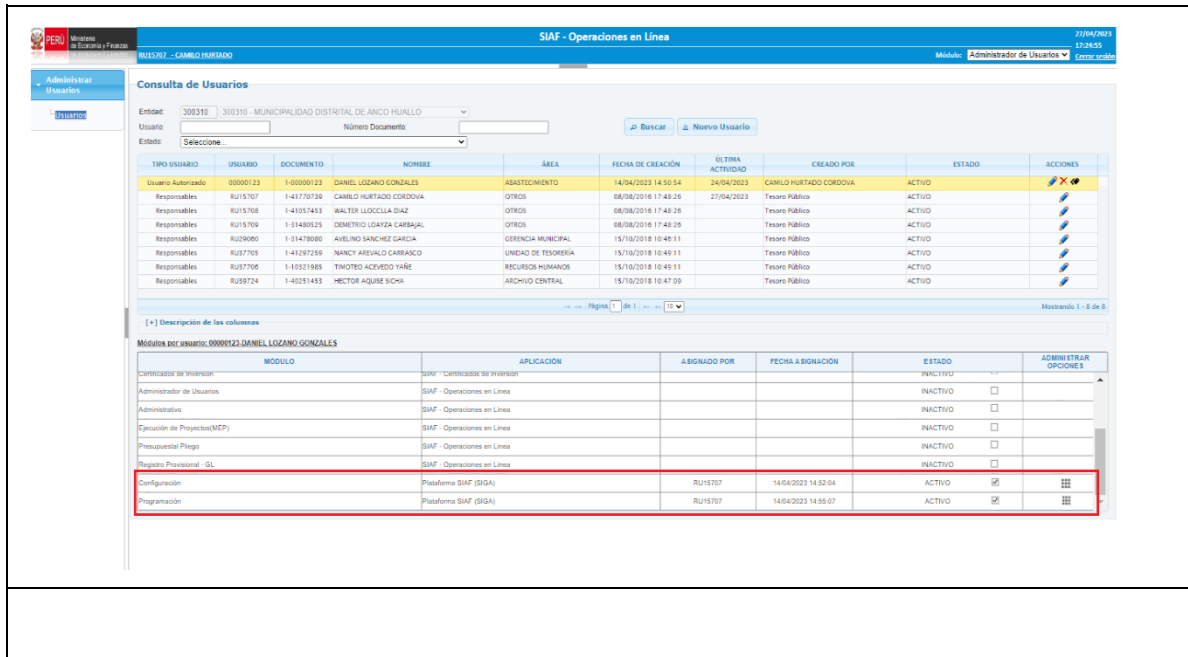 PERÚ Ministerio de Economía y Finanzas
SIAF - Operaciones en Línea
27/04/2023
17:24:55
RU15707 - CAMILO HURTADO
Módulo: Administrador de Usuarios Cerrar sesión
Administrar Usuarios
Usuarios
Consulta de Usuarios
Entidad: 300310 300310 - MUNICIPALIDAD DISTRITAL DE ANCO HUALLO
Usuario: Número Documento: Buscar Nuevo Usuario
Estado: Seleccione...
TIPO USUARIO USUARIO DOCUMENTO NOMBRE ÁREA FECHA DE CREACIÓN ÚLTIMA ACTIVIDAD CREADO POR ESTADO ACCIONES
Usuario Autorizado 00000123 1-00000123 DANIEL LOZANO GONZALES ABASTECIMIENTO 14/04/2023 14:50:54 24/04/2023 CAMILO HURTADO CORDOVA ACTIVO
Responsables RU15707 1-41770739 CAMILO HURTADO CORDOVA OTROS 08/08/2016 17:48:26 27/04/2023 Tesoro Público ACTIVO
Responsables RU15708 1-41057453 WALTER LLOCCLLA DIAZ OTROS 08/08/2016 17:48:26 Tesoro Público ACTIVO
Responsables RU15709 1-31480525 DEMETRIO LOAYZA CARBAJAL OTROS 08/08/2016 17:48:26 Tesoro Público ACTIVO
Responsables RU29060 1-31478080 AVELINO SANCHEZ GARCIA GERENCIA MUNICIPAL 15/10/2018 10:46:11 Tesoro Público ACTIVO
Responsables RU37705 1-41297259 NANCY AREVALO CARRASCO UNIDAD DE TESORERÍA 15/10/2018 10:49:11 Tesoro Público ACTIVO
Responsables RU37706 1-10321985 TIMOTEO ACEVEDO YAÑE RECURSOS HUMANOS 15/10/2018 10:49:11 Tesoro Público ACTIVO
Responsables RU39724 1-40251453 HECTOR AQUISE SICHA ARCHIVO CENTRAL 15/10/2018 10:47:09 Tesoro Público ACTIVO
Página 1 de 1 10 Mostrando 1 - 8 de 8
[+] Descripción de las columnas
Módulos por usuario: 00000123-DANIEL LOZANO GONZALES
MÓDULO APLICACIÓN ASIGNADO POR FECHA ASIGNACIÓN ESTADO ADMINISTRAR OPCIONES
Certificados de Inversión SIAF - Certificados de Inversión INACTIVO
Administrador de Usuarios SIAF - Operaciones en Línea INACTIVO
Administrativo SIAF - Operaciones en Línea INACTIVO
Ejecución de Proyectos(MEP) SIAF - Operaciones en Línea INACTIVO
Presupuestal Pliego SIAF - Operaciones en Línea INACTIVO
Registro Provisional - GL SIAF - Operaciones en Línea INACTIVO
Configuración Plataforma SIAF (SIGA) RU15707 14/04/2023 14:52:04 ACTIVO
Programación Plataforma SIAF (SIGA) RU15707 14/04/2023 14:55:07 ACTIVO